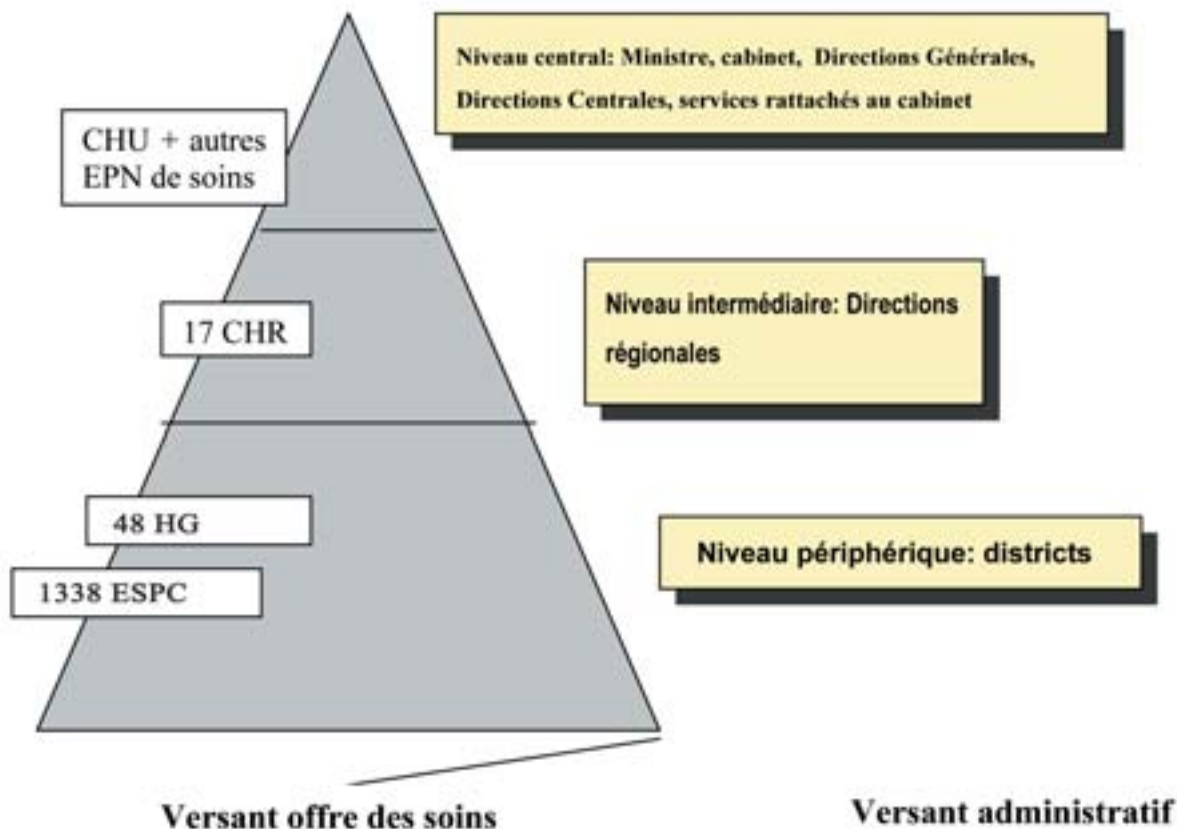 Niveau central: Ministre, cabinet, Directions Générales,
Directions Centrales, services rattachés au cabinet
CHU + autres
EPN de soins
Niveau intermédiaire: Directions
régionales
17 CHR
48 HG
Niveau périphérique: districts
1338 ESPC
Versant offre des soins
Versant administratif